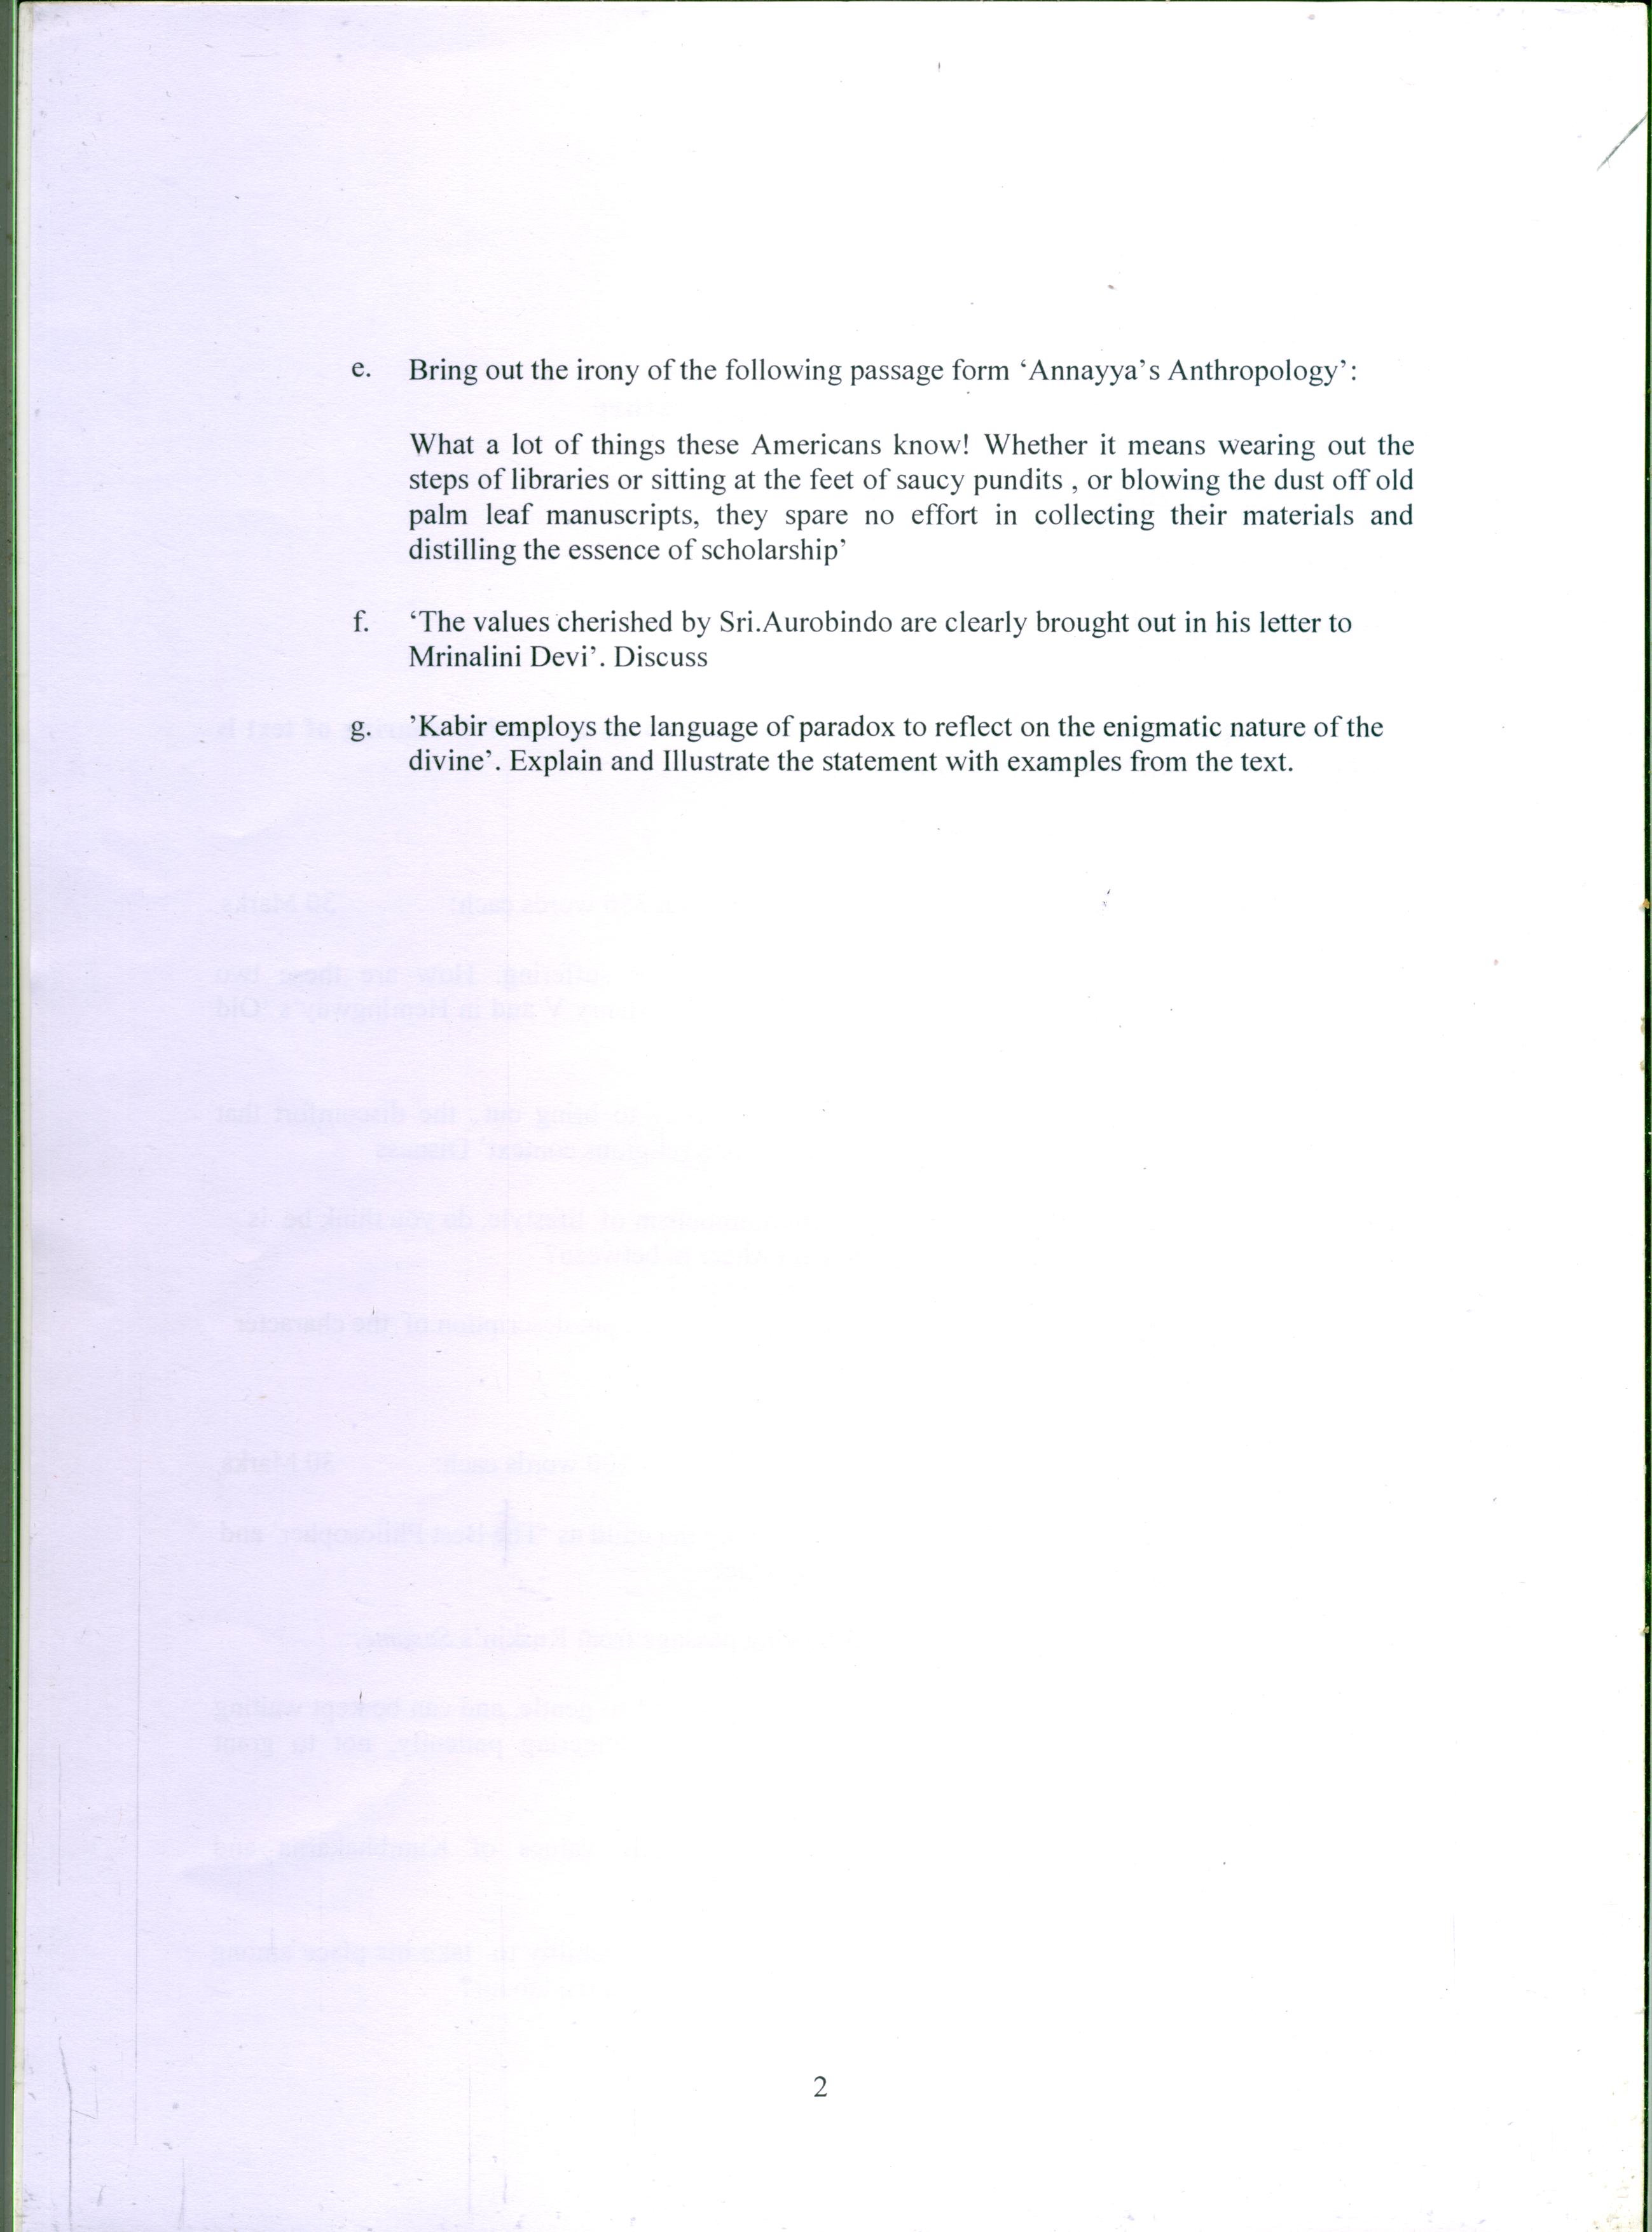 e. Bring out the irony of the following passage form ‘Annayya’s Anthropology’:
What a lot of things these Americans know! Whether it means wearing out the
steps of libraries or sitting at the feet of saucy pundits , or blowing the dust off old
palm leaf manuscripts, they spare no effort in collecting their materials and
distilling the essence of scholarship’
f. ‘The values cherished by Sri.Aurobindo are clearly brought out in his letter to
Mrinalini Devi’. Discuss
g. ’Kabir employs the language of paradox to reflect on the enigmatic nature of the
divine’. Explain and Illustrate the statement with examples from the text.
2